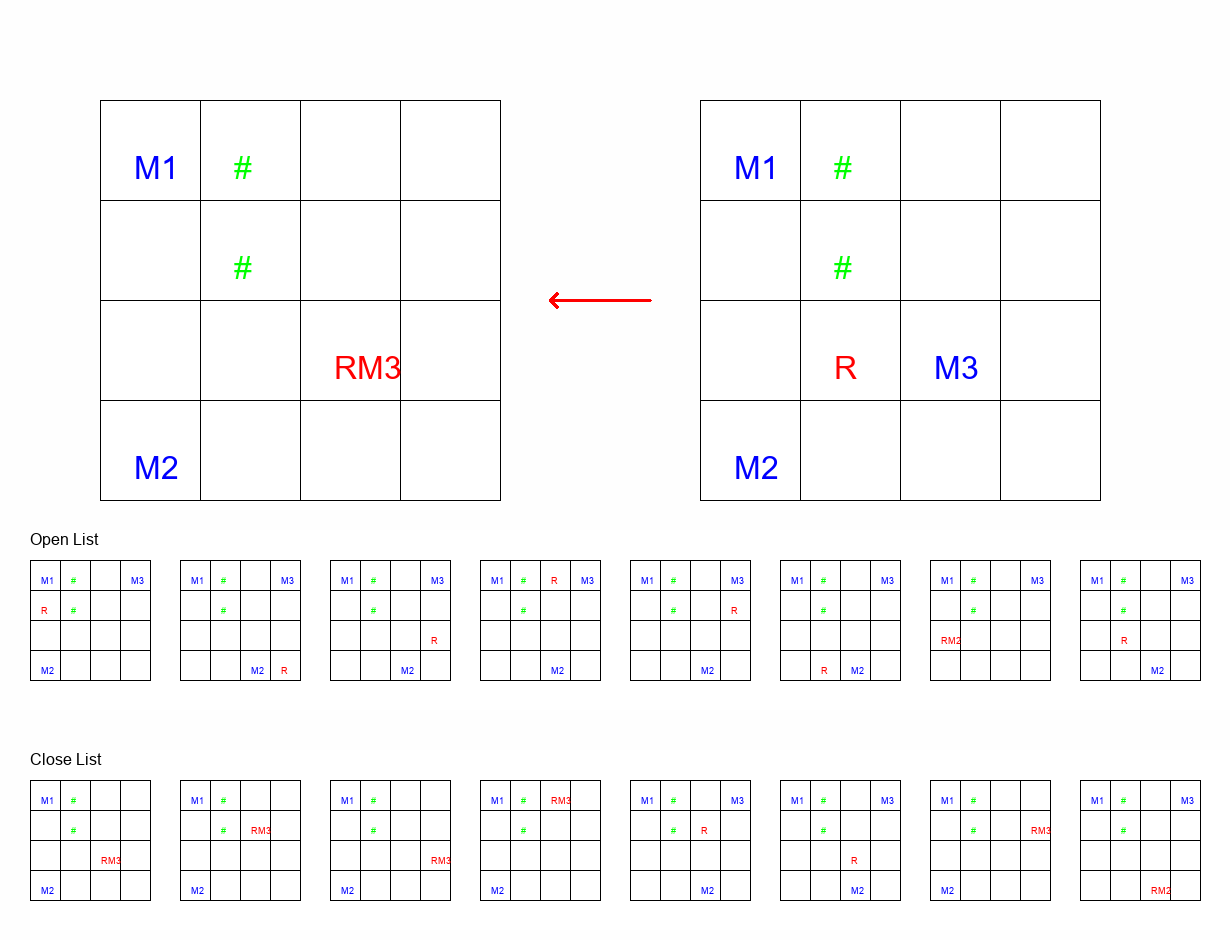 M1 # M1 #
# #
RM3 R M3
M2 M2
Open List
M1 # M3 M1 # M3 M1 # M3 M1 # R M3 M1 # M3 M1 # M3 M1 # M3 M1 # M3
R # # # # # R # # #
R RM2 R
M2 M2 R M2 M2 M2 R M2 M2
Close List
M1 # M1 # M1 # M1 # RM3 M1 # M3 M1 # M3 M1 # M1 # M3
# # RM3 # # # R # # RM3 #
RM3 RM3 R
M2 M2 M2 M2 M2 M2 M2 RM2